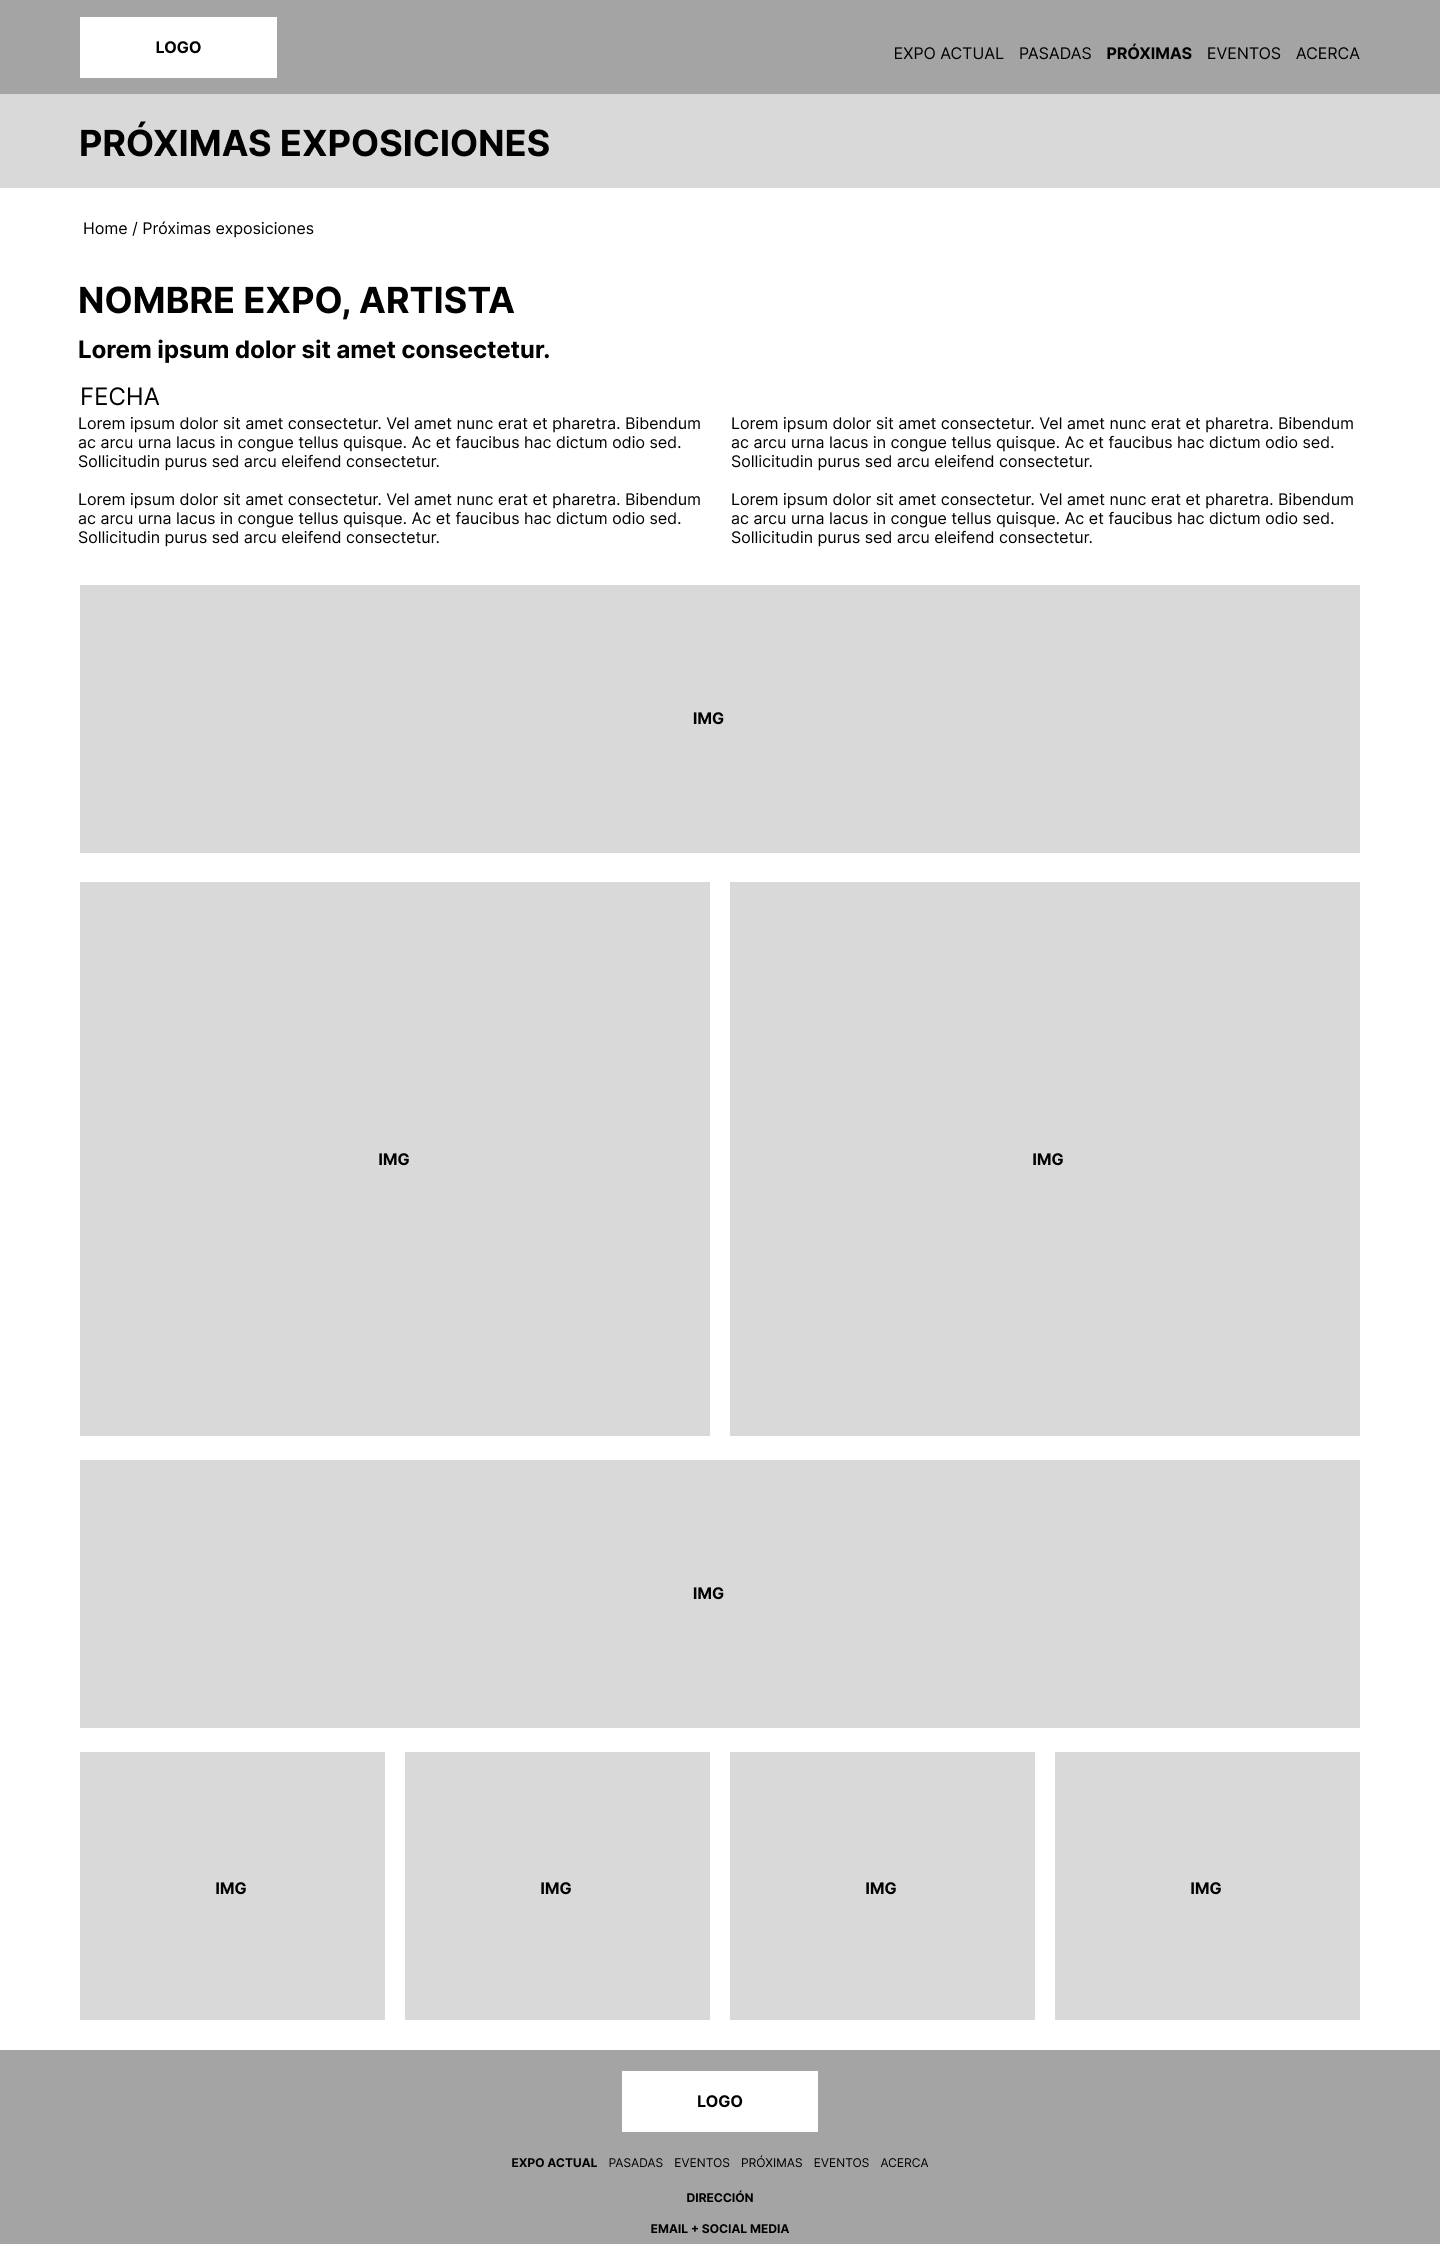 LOGO
EXPO ACTUAL PASADAS PRÓXIMAS EVENTOS ACERCA
PRÓXIMAS EXPOSICIONES
Home / Próximas exposiciones
NOMBRE EXPO, ARTISTA
Lorem ipsum dolor sit amet consectetur.
FECHA
Lorem ipsum dolor sit amet consectetur. Vel amet nunc erat et pharetra. Bibendum
ac arcu urna lacus in congue tellus quisque. Ac et faucibus hac dictum odio sed.
Sollicitudin purus sed arcu eleifend consectetur.
Lorem ipsum dolor sit amet consectetur. Vel amet nunc erat et pharetra. Bibendum
ac arcu urna lacus in congue tellus quisque. Ac et faucibus hac dictum odio sed.
Sollicitudin purus sed arcu eleifend consectetur.
Lorem ipsum dolor sit amet consectetur. Vel amet nunc erat et pharetra. Bibendum
ac arcu urna lacus in congue tellus quisque. Ac et faucibus hac dictum odio sed.
Sollicitudin purus sed arcu eleifend consectetur.
Lorem ipsum dolor sit amet consectetur. Vel amet nunc erat et pharetra. Bibendum
ac arcu urna lacus in congue tellus quisque. Ac et faucibus hac dictum odio sed.
Sollicitudin purus sed arcu eleifend consectetur.
IMG
IMG
IMG
IMG
IMG
IMG
IMG
IMG
LOGO
EXPO ACTUAL PASADAS EVENTOS PRÓXIMAS EVENTOS ACERCA
DIRECCIÓN
EMAIL + SOCIAL MEDIA